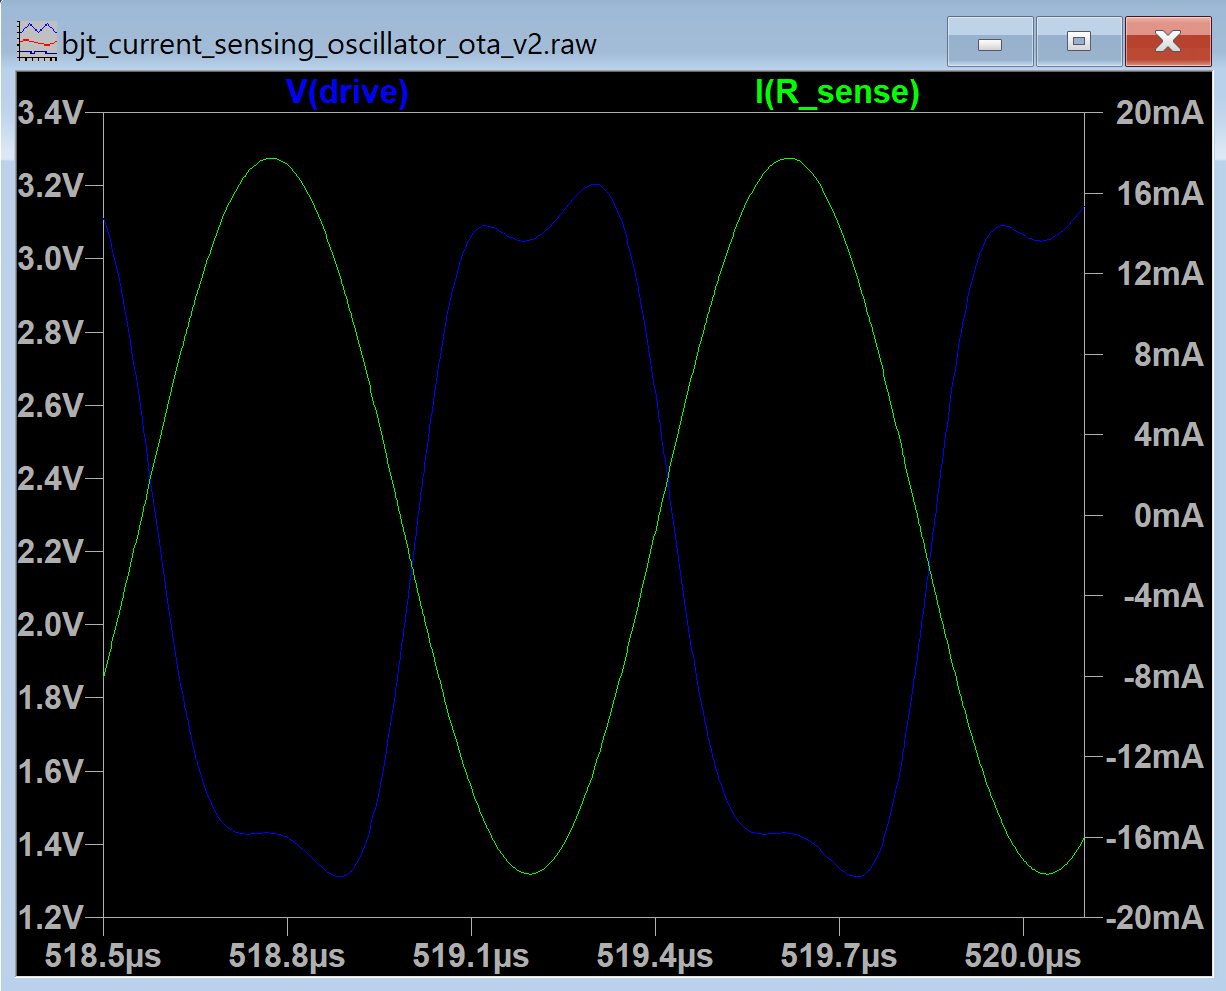 bjt_current_sensing_oscillator_ota_v2.raw
V(drive) I(R_sense)
3.4V 20mA
3.2V 16mA
3.0V 12mA
2.8V 8mA
2.6V 4mA
2.4V 0mA
2.2V -4mA
2.0V -8mA
1.8V -12mA
1.6V -16mA
1.4V -20mA
1.2V
518.5µs 518.8µs 519.1µs 519.4µs 519.7µs 520.0µs